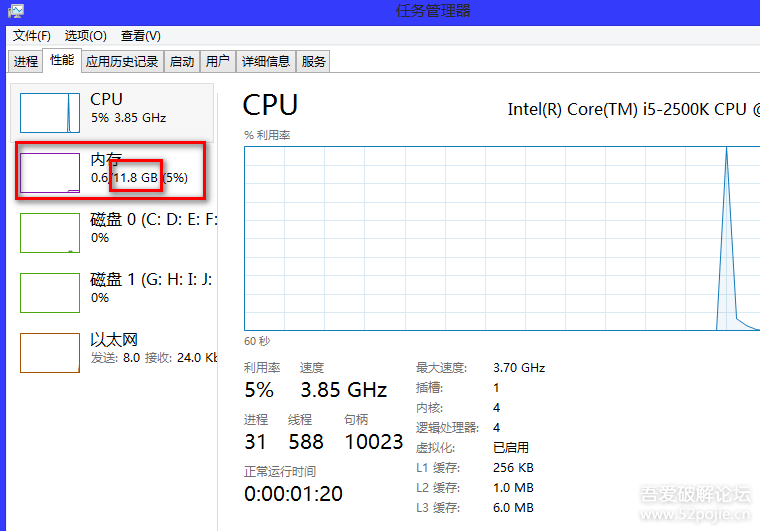 任务管理器
文件(F) 选项(O) 查看(V)
进程 性能 应用历史记录 启动 用户 详细信息 服务
CPU
5% 3.85 GHz
内存
0.6/11.8 GB (5%)
磁盘 0 (C: D: E: F:
0%
磁盘 1 (G: H: I: J:
0%
以太网
发送: 8.0 接收: 24.0 Kb
CPU
Intel(R) Core(TM) i5-2500K CPU @
% 利用率
60 秒
利用率 速度
5% 3.85 GHz
进程 线程 句柄
31 588 10023
正常运行时间
0:00:01:20
最大速度: 3.70 GHz
插槽: 1
内核: 4
逻辑处理器: 4
虚拟化: 已启用
L1 缓存: 256 KB
L2 缓存: 1.0 MB
L3 缓存: 6.0 MB
吾爱破解论坛
www.52pojie.cn